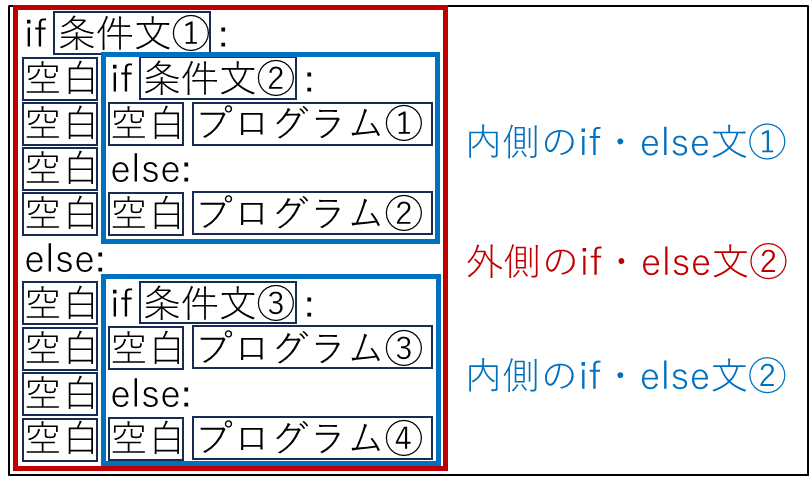 if 条件文① :
空白 if 条件文② :
空白 空白 プログラム①
内側のif・else文①
空白 else:
空白 空白 プログラム②
else:
外側のif・else文②
空白 if 条件文③ :
空白 空白 プログラム③
内側のif・else文②
空白 else:
空白 空白 プログラム④